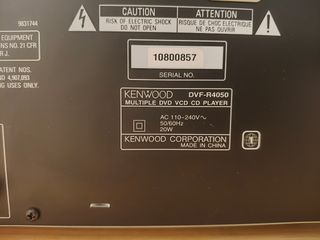 9831744
EQUIPMENT
NS NO. 21 CFR
R J.
ATENT NOS.
nd 4,907,093
ING USES ONLY.
CAUTION
RISK OF ELECTRIC SHOCK
DO NOT OPEN
ATTENTION
RISQUE DE CHOC ELECTRIQUE
NE PAS OUVRIR
10800857
SERIAL NO.
KENWOOD DVF-R4050
MULTIPLE DVD VCD CD PLAYER
AC 110-240V～
50/60Hz
20W
KENWOOD CORPORATION
MADE IN CHINA